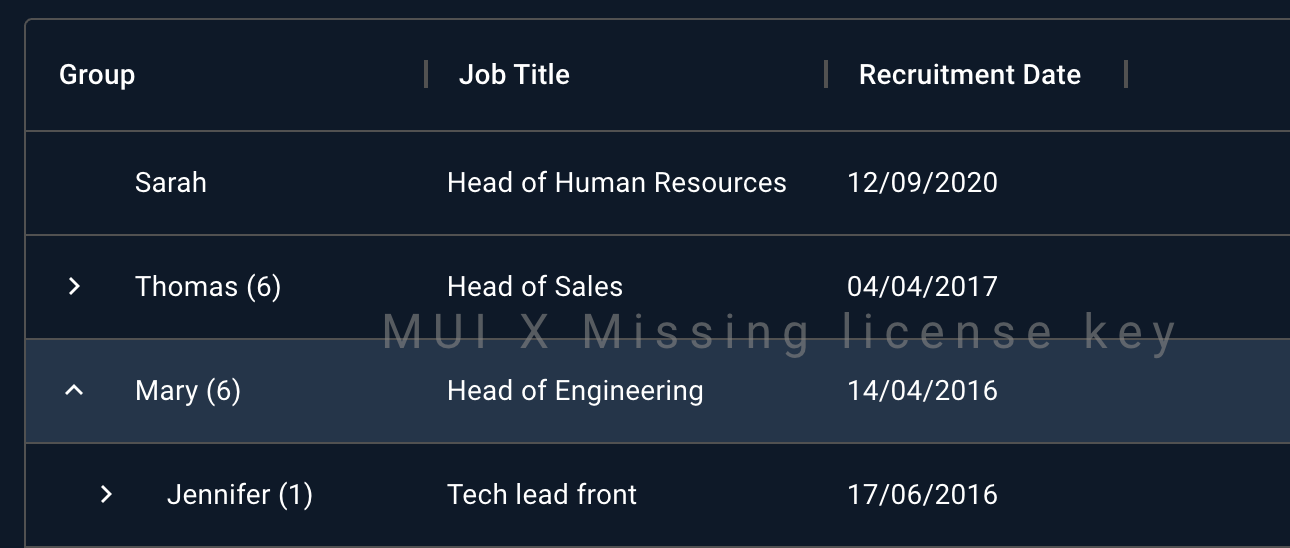 Group Job Title Recruitment Date
Sarah Head of Human Resources 12/09/2020
Thomas (6) Head of Sales 04/04/2017
MUI X Missing license key
Mary (6) Head of Engineering 14/04/2016
Jennifer (1) Tech lead front 17/06/2016